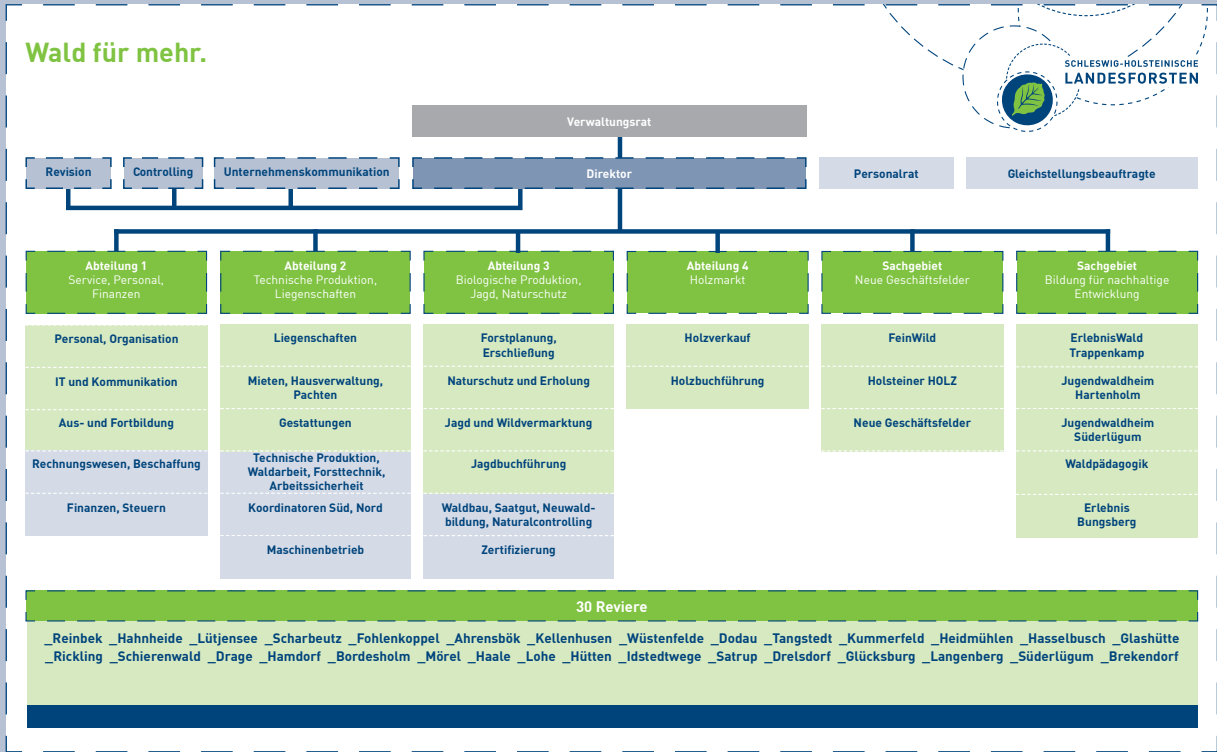 Wald für mehr.
SCHLESWIG-HOLSTEINISCHE
LANDESFORSTEN
Verwaltungsrat
Revision
Controlling
Unternehmenskommunikation
Direktor
Personalrat
Gleichstellungsbeauftragte
Abteilung 1
Service, Personal,
Finanzen
Abteilung 2
Technische Produktion,
Liegenschaften
Abteilung 3
Biologische Produktion,
Jagd, Naturschutz
Abteilung 4
Holzmarkt
Sachgebiet
Neue Geschäftsfelder
Sachgebiet
Bildung für nachhaltige
Entwicklung
Personal, Organisation
IT und Kommunikation
Aus- und Fortbildung
Rechnungswesen, Beschaffung
Finanzen, Steuern
Liegenschaften
Mieten, Hausverwaltung,
Pachten
Gestattungen
Technische Produktion,
Waldarbeit, Forsttechnik,
Arbeitssicherheit
Koordinatoren Süd, Nord
Maschinenbetrieb
Forstplanung,
Erschließung
Naturschutz und Erholung
Jagd und Wildvermarktung
Jagdbuchführung
Waldbau, Saatgut, Neuwald-
bildung, Naturalcontrolling
Zertifizierung
Holzverkauf
Holzbuchführung
FeinWild
Holsteiner HOLZ
Neue Geschäftsfelder
ErlebnisWald
Trappenkamp
Jugendwaldheim
Hartenholm
Jugendwaldheim
Süderlügum
Waldpädagogik
Erlebnis
Bungsberg
30 Reviere
_Reinbek _Hahnheide _Lütjensee _Scharbeutz _Fohlenkoppel _Ahrensbök _Kellenhusen _Wüstenfelde _Dodau _Tangstedt _Kummerfeld _Heidmühlen _Hasselbusch _Glashütte
_Rickling _Schierenwald _Drage _Hamdorf _Bordesholm _Mörel _Haale _Lohe _Hütten _Idstedtwege _Satrup _Drelsdorf _Glücksburg _Langenberg _Süderlügum _Brekendorf